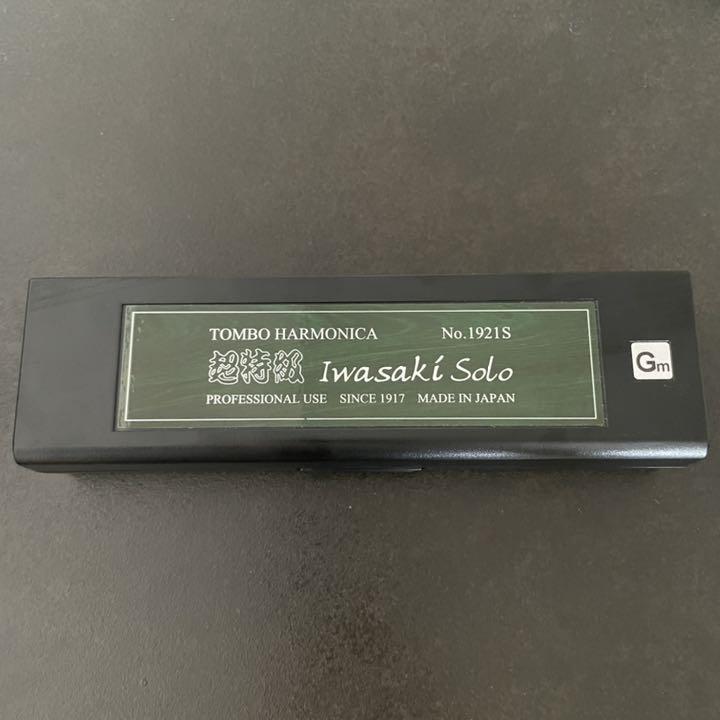 TOMBO HARMONICA No.1921S
超特級 Iwasaki Solo
PROFESSIONAL USE SINCE 1917 MADE IN JAPAN
Gm